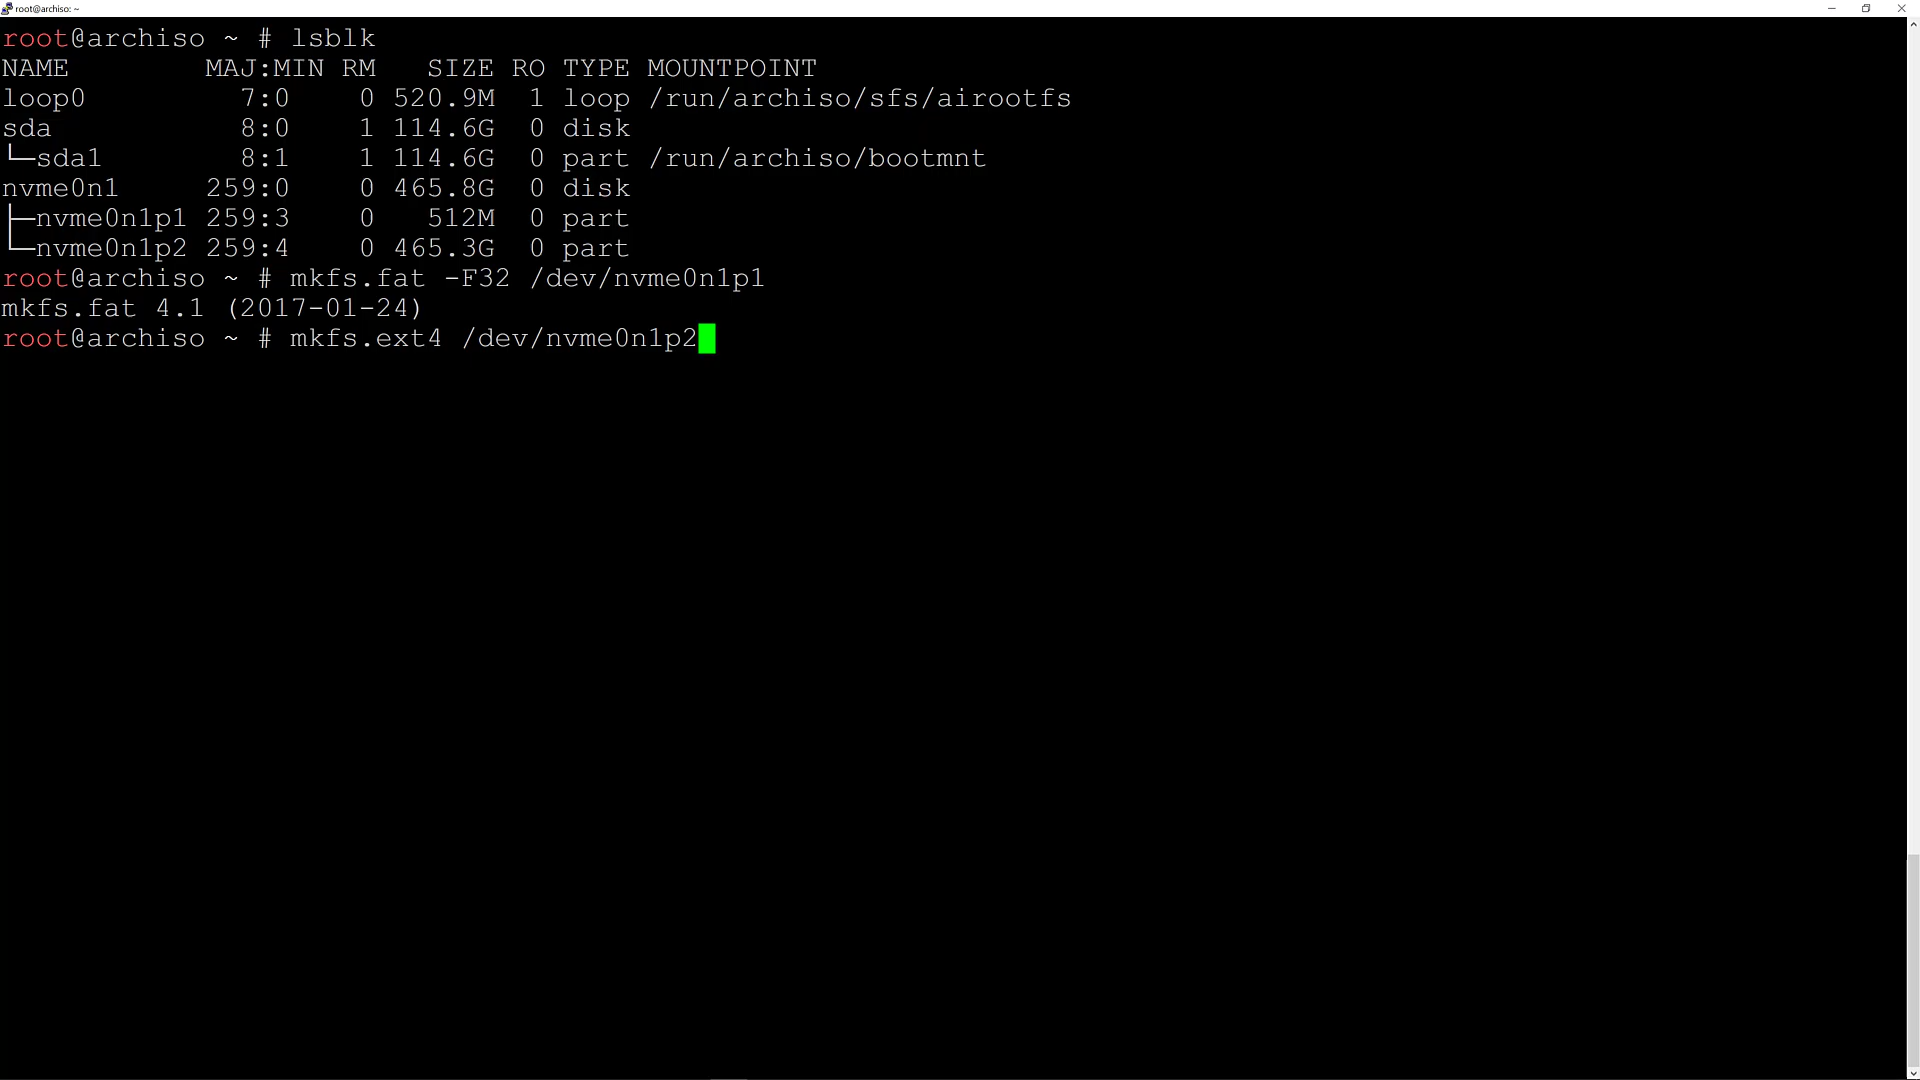 root@archiso: ~
root@archiso ~ # lsblk
NAME        MAJ:MIN RM   SIZE RO TYPE MOUNTPOINT
loop0         7:0    0 520.9M  1 loop /run/archiso/sfs/airootfs
sda           8:0    1 114.6G  0 disk
└─sda1        8:1    1 114.6G  0 part /run/archiso/bootmnt
nvme0n1     259:0    0 465.8G  0 disk
├─nvme0n1p1 259:3    0   512M  0 part
└─nvme0n1p2 259:4    0 465.3G  0 part
root@archiso ~ # mkfs.fat -F32 /dev/nvme0n1p1
mkfs.fat 4.1 (2017-01-24)
root@archiso ~ # mkfs.ext4 /dev/nvme0n1p2